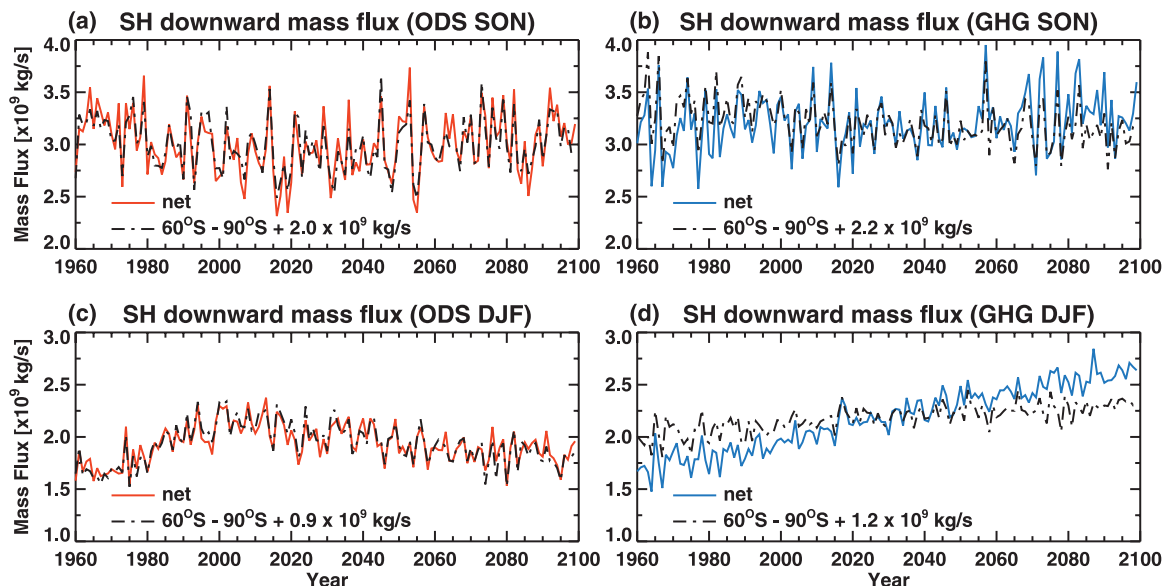 (a) SH downward mass flux (ODS SON)
4.0
3.5
3.0
2.5
2.0
Mass Flux [x10⁹ kg/s]
net
60°S - 90°S + 2.0 x 10⁹ kg/s
1960 1980 2000 2020 2040 2060 2080 2100
(b) SH downward mass flux (GHG SON)
4.0
3.5
3.0
2.5
2.0
net
60°S - 90°S + 2.2 x 10⁹ kg/s
1960 1980 2000 2020 2040 2060 2080 2100
(c) SH downward mass flux (ODS DJF)
3.0
2.5
2.0
1.5
1.0
Mass Flux [x10⁹ kg/s]
net
60°S - 90°S + 0.9 x 10⁹ kg/s
1960 1980 2000 2020 2040 2060 2080 2100
Year
(d) SH downward mass flux (GHG DJF)
3.0
2.5
2.0
1.5
1.0
net
60°S - 90°S + 1.2 x 10⁹ kg/s
1960 1980 2000 2020 2040 2060 2080 2100
Year